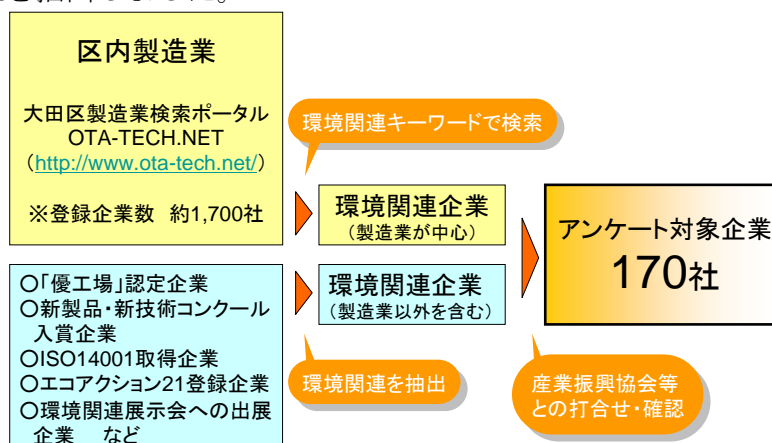 区内製造業
大田区製造業検索ポータル
OTA-TECH.NET
（http://www.ota-tech.net/）
※登録企業数　約1,700社
環境関連キーワードで検索
環境関連企業
（製造業が中心）
〇「優工場」認定企業
〇新製品・新技術コンクール
入賞企業
〇ISO14001取得企業
〇エコアクション21登録企業
〇環境関連展示会への出展
企業　など
環境関連企業
（製造業以外を含む）
環境関連を抽出
アンケート対象企業
170社
産業振興協会等
との打合せ・確認